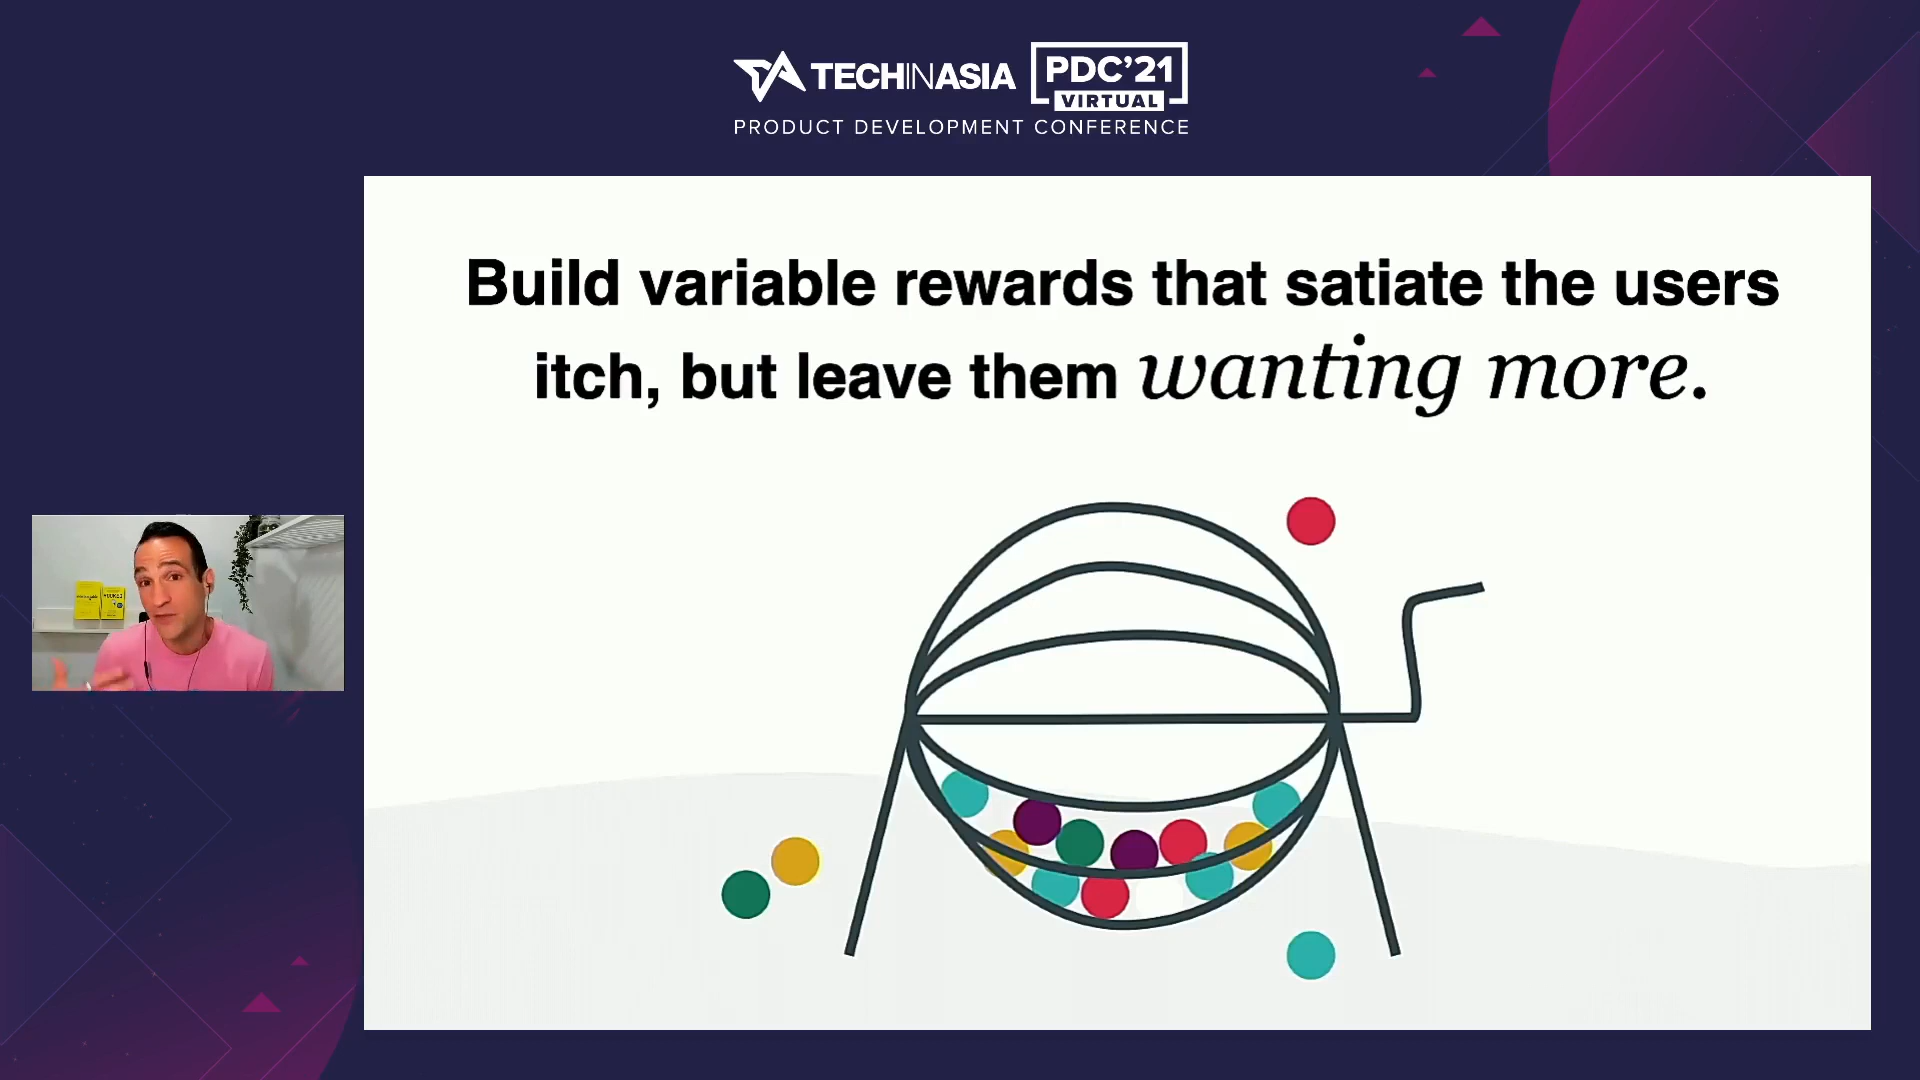 TECHINASIA
PDC’21
VIRTUAL
PRODUCT DEVELOPMENT CONFERENCE
Build variable rewards that satiate the users
itch, but leave them wanting more.
HOOKED